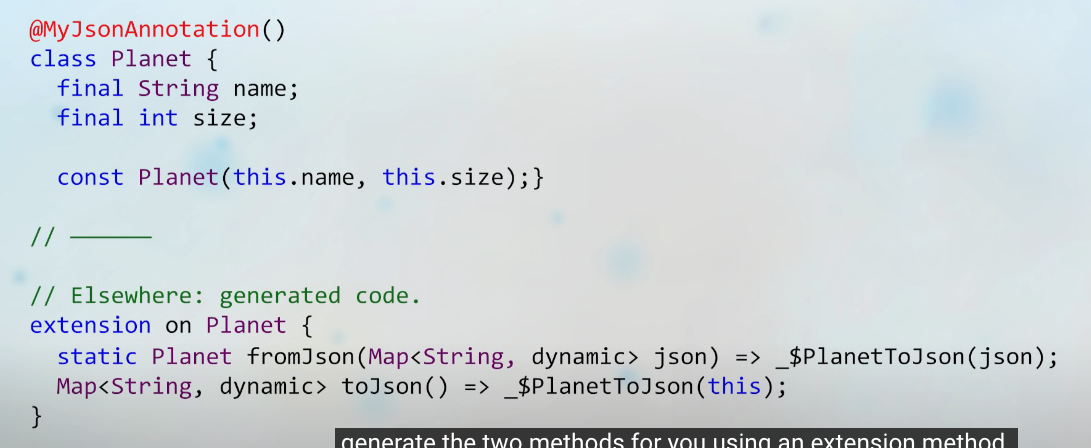 @MyJsonAnnotation()
class Planet {
  final String name;
  final int size;

  const Planet(this.name, this.size);}

// ———

// Elsewhere: generated code.
extension on Planet {
  static Planet fromJson(Map<String, dynamic> json) => _$PlanetToJson(json);
  Map<String, dynamic> toJson() => _$PlanetToJson(this);
}
generate the two methods for you using an extension method